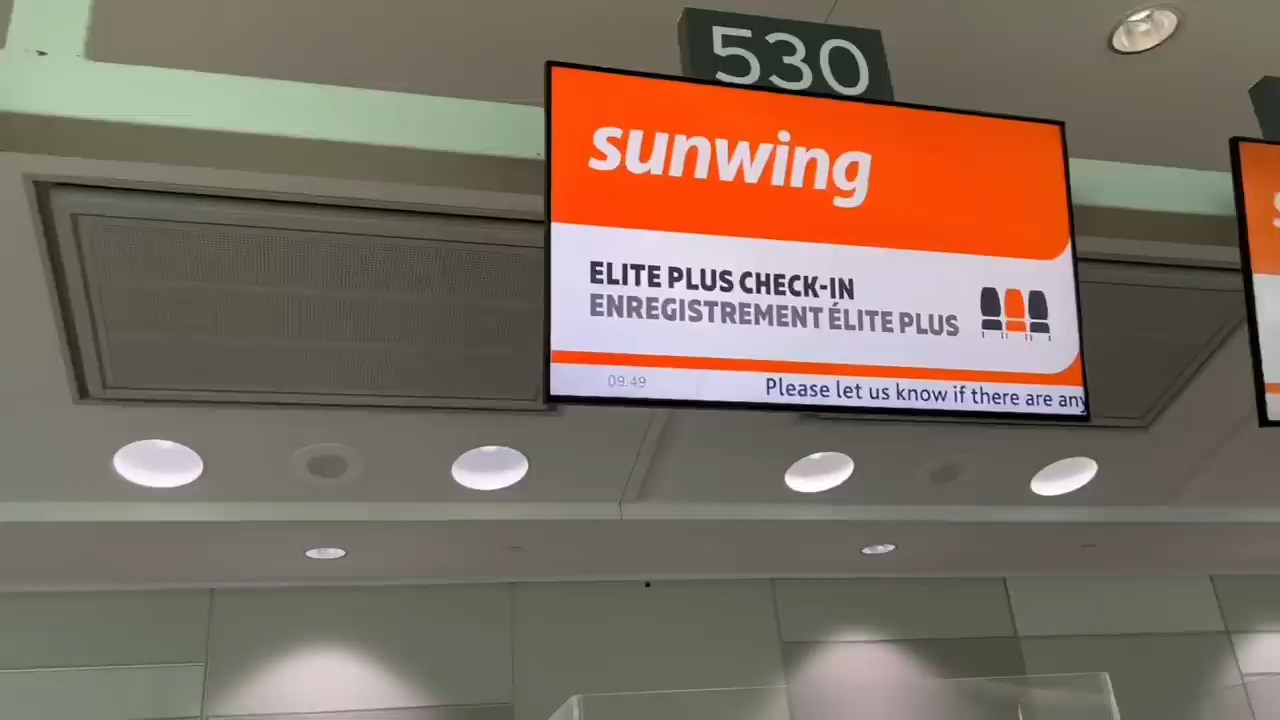 530
sunwing
ELITE PLUS CHECK-IN
ENREGISTREMENT ÉLITE PLUS
09:49
Please let us know if there are any